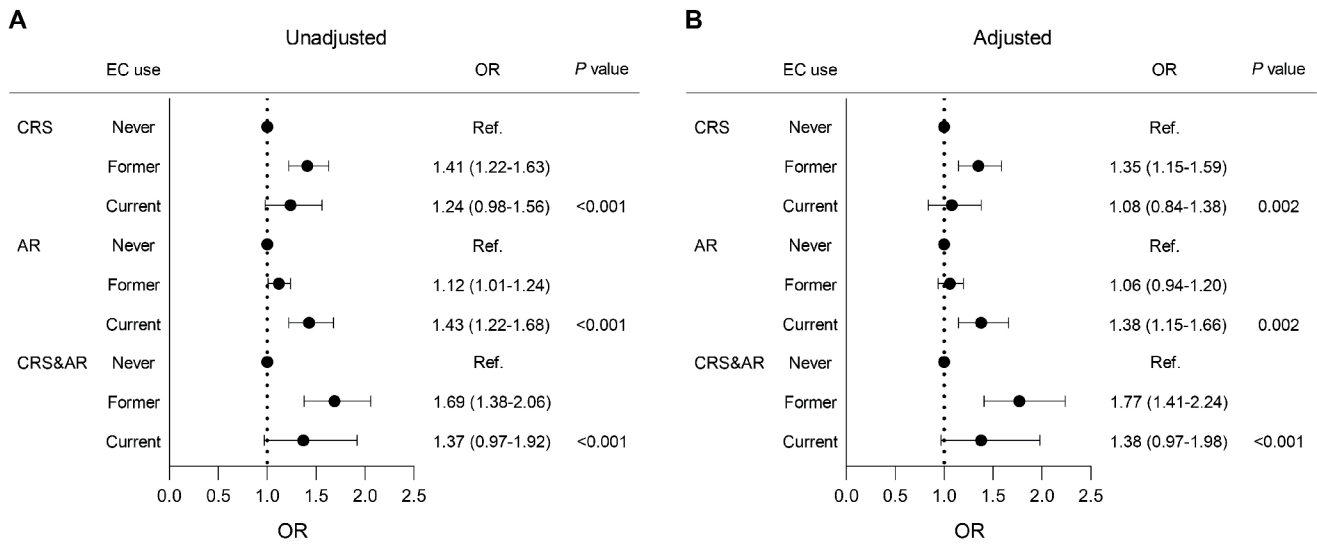 A
Unadjusted
EC use OR P value
CRS Never Ref.
Former 1.41 (1.22-1.63)
Current 1.24 (0.98-1.56) <0.001
AR Never Ref.
Former 1.12 (1.01-1.24)
Current 1.43 (1.22-1.68) <0.001
CRS&AR Never Ref.
Former 1.69 (1.38-2.06)
Current 1.37 (0.97-1.92) <0.001
0.0 0.5 1.0 1.5 2.0 2.5
OR
B
Adjusted
EC use OR P value
CRS Never Ref.
Former 1.35 (1.15-1.59)
Current 1.08 (0.84-1.38) 0.002
AR Never Ref.
Former 1.06 (0.94-1.20)
Current 1.38 (1.15-1.66) 0.002
CRS&AR Never Ref.
Former 1.77 (1.41-2.24)
Current 1.38 (0.97-1.98) <0.001
0.0 0.5 1.0 1.5 2.0 2.5
OR